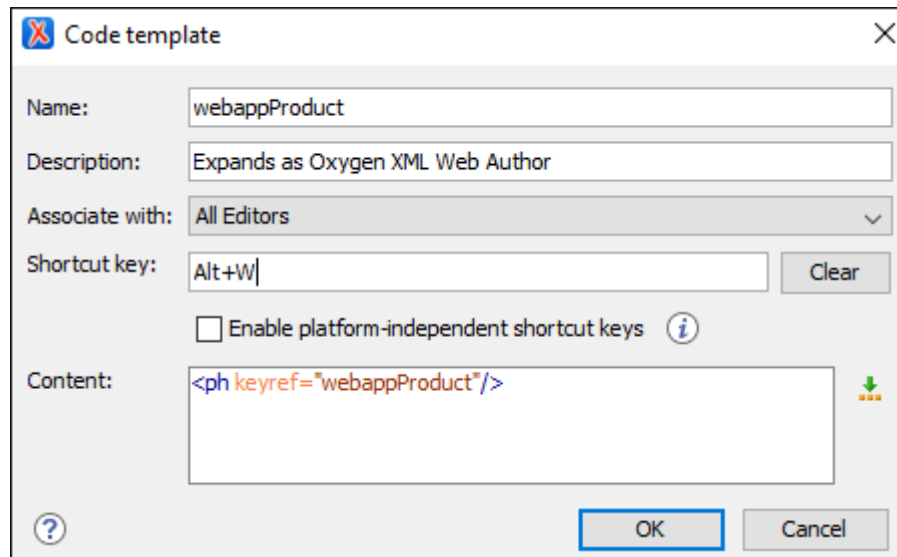 Code template
Name: webappProduct
Description: Expands as Oxygen XML Web Author
Associate with: All Editors
Shortcut key: Alt+W Clear
Enable platform-independent shortcut keys
Content: <ph keyref="webappProduct"/>
OK Cancel